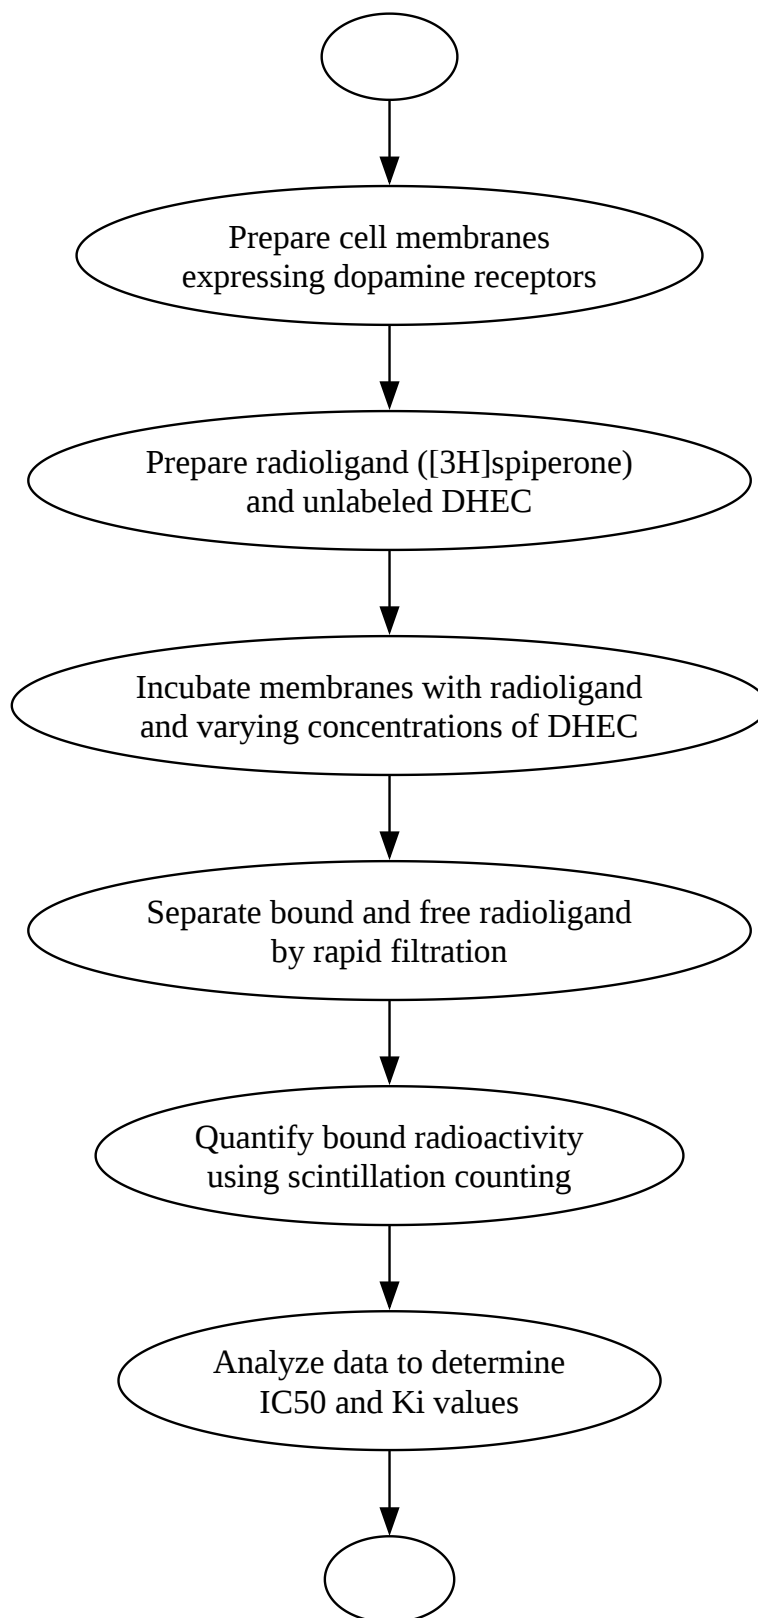 Prepare cell membranes
expressing dopamine receptors
Prepare radioligand ([3H]spiperone)
and unlabeled DHEC
Incubate membranes with radioligand
and varying concentrations of DHEC
Separate bound and free radioligand
by rapid filtration
Quantify bound radioactivity
using scintillation counting
Analyze data to determine
IC50 and Ki values